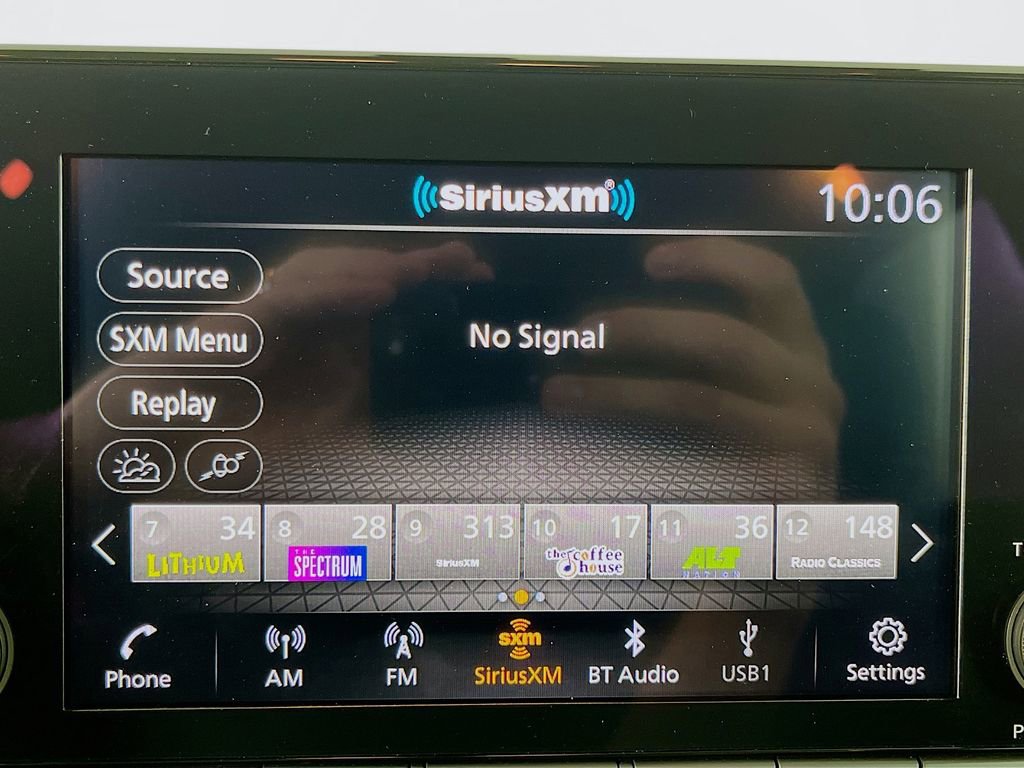 SiriusXM®
10:06
Source
No Signal
SXM Menu
Replay
7 34
LITHIUM
8 28
THE SPECTRUM
9 313
SiriusXM
10 17
the coffee house
11 36
ALT NATION
12 148
RADIO CLASSICS
Phone
AM
FM
sxm
SiriusXM
BT Audio
USB1
Settings
T
P